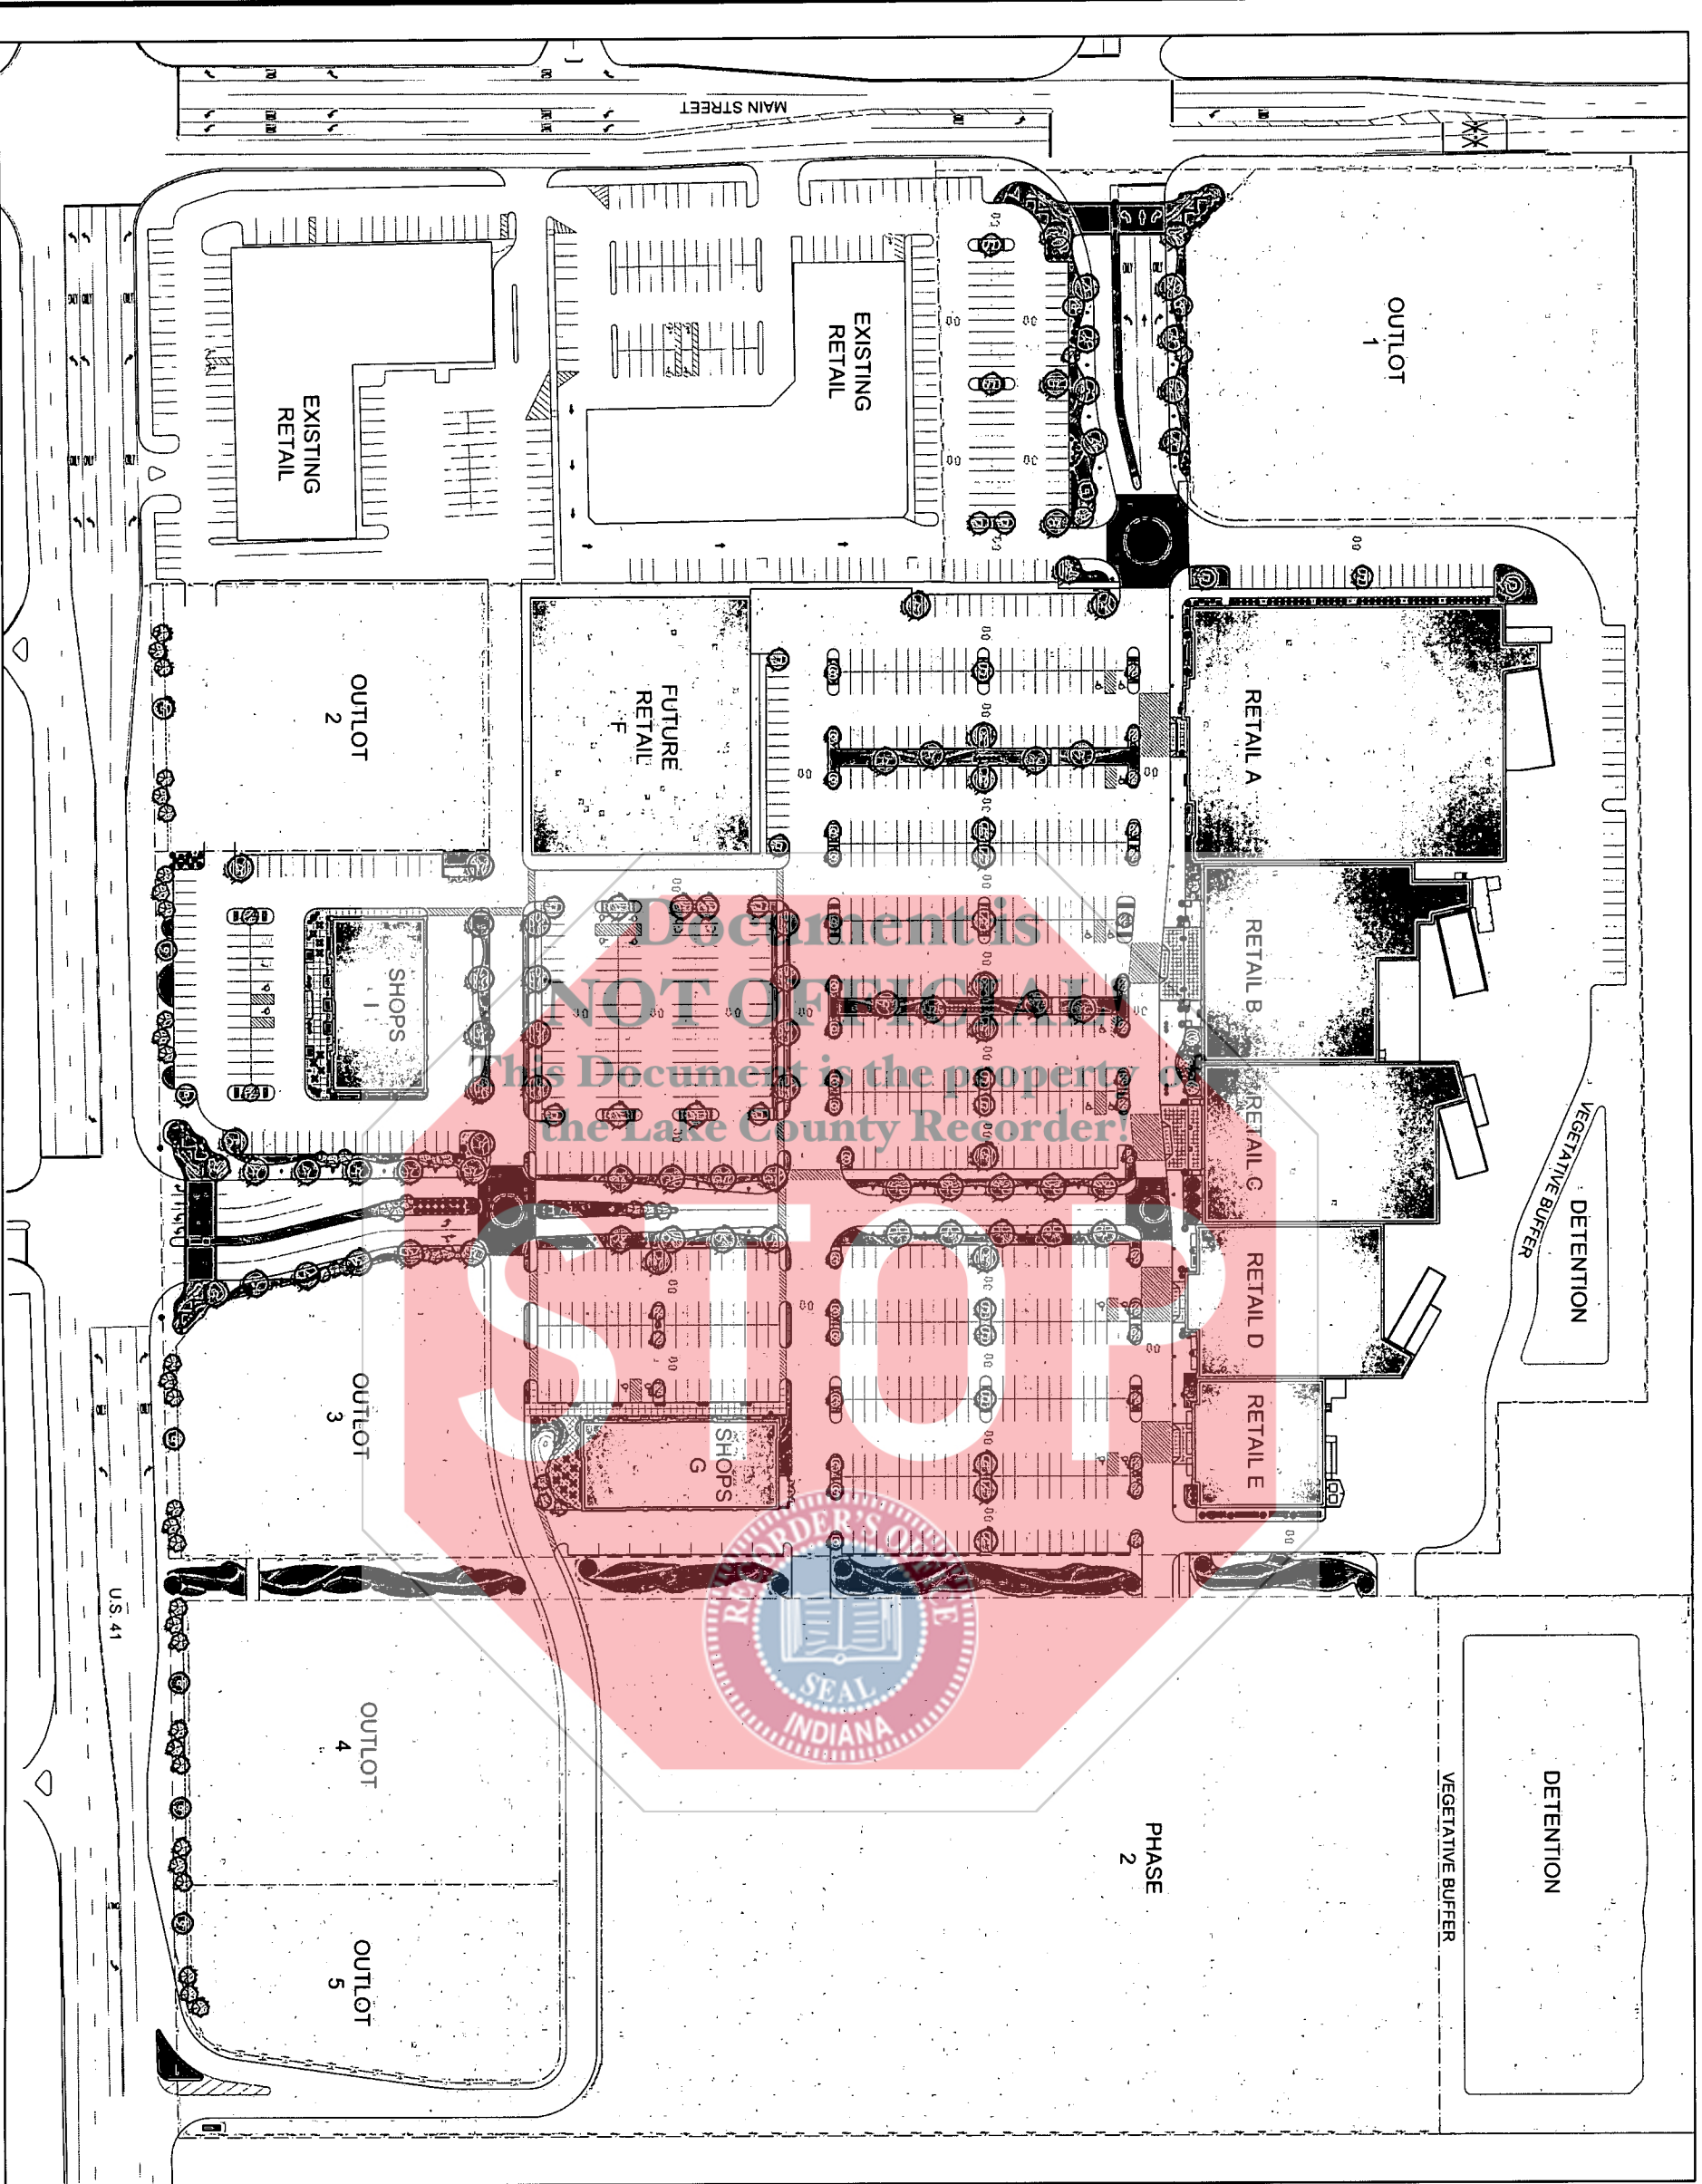 MAIN STREET
OUTLOT
1
EXISTING
RETAIL
EXISTING
RETAIL
OUTLOT
2
FUTURE
RETAIL
F
RETAIL A
RETAIL B
RETAIL C
RETAIL D
RETAIL E
SHOPS
I
SHOPS
G
VEGETATIVE BUFFER
DETENTION
OUTLOT
3
OUTLOT
4
OUTLOT
5
PHASE
2
VEGETATIVE BUFFER
DETENTION
U.S. 41
ONLY
Document is
NOT OFFICIAL!
This Document is the property of
the Lake County Recorder!
STOP
RECORDER'S OFFICE
SEAL
INDIANA